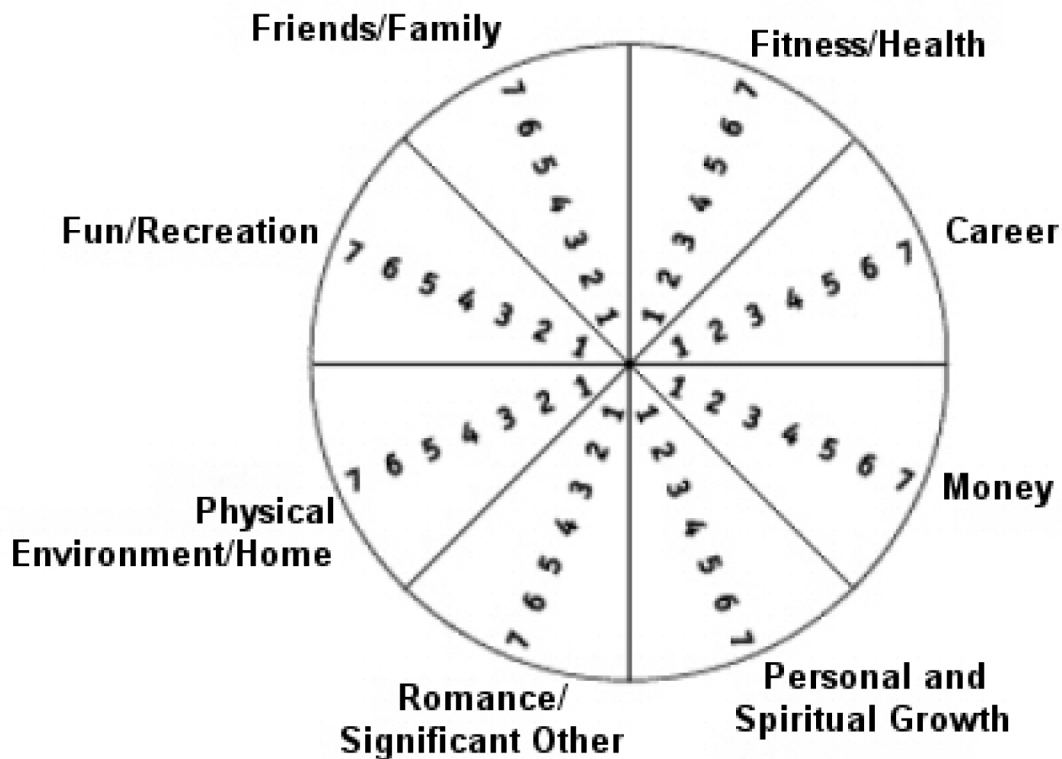 Friends/Family
Fitness/Health
7 6 5 4 3 2 1
7 6 5 4 3 2 1
Fun/Recreation
Career
7 6 5 4 3 2 1
1 2 3 4 5 6 7
7 6 5 4 3 2 1
1 2 3 4 5 6 7
Physical
Environment/Home
Money
1 2 3 4 5 6 7
1 2 3 4 5 6 7
Romance/
Significant Other
Personal and
Spiritual Growth